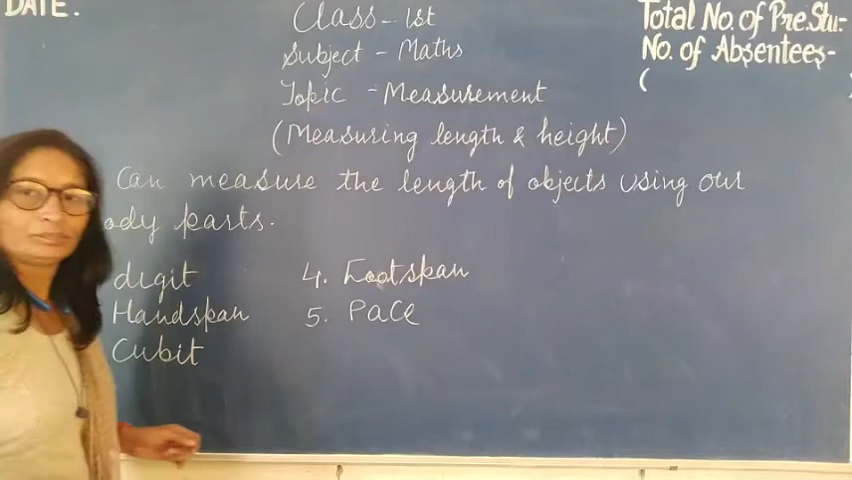 DATE.
Total No. of Pre.Stu:-
No. of Absentees-
(        )
Class - 1st
Subject - Maths
Topic - Measurement
(Measuring length & height)
Can measure the length of objects using our
ody parts.
digit
Handspan
Cubit
4. Footspan
5. Pace